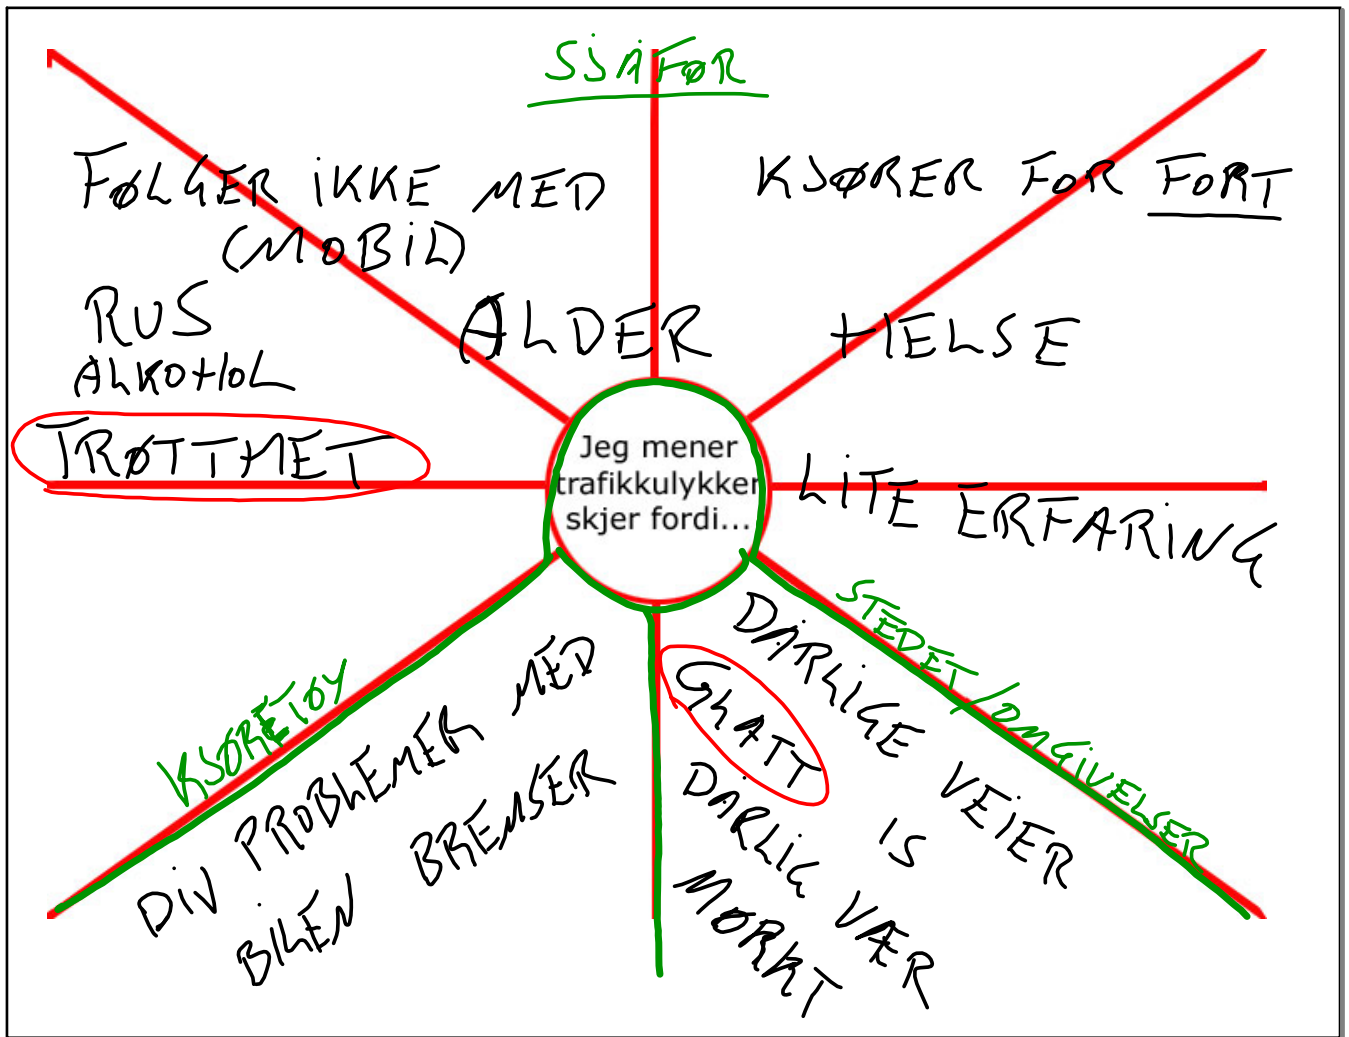 SJÅFØR
FØLGER IKKE MED
(MOBIL)
KJØRER FOR FORT
RUS
ALKOHOL
TRØTTHET
ALDER
HELSE
Jeg mener
trafikkulykker
skjer fordi...
LITE ERFARING
KJØRETØY
DIV PROBLEMER MED
BILEN BREMSER
STEDET/OMGIVELSER
DÅRLIGE VEIER
GLATT IS
DÅRLIG VÆR
MØRKT